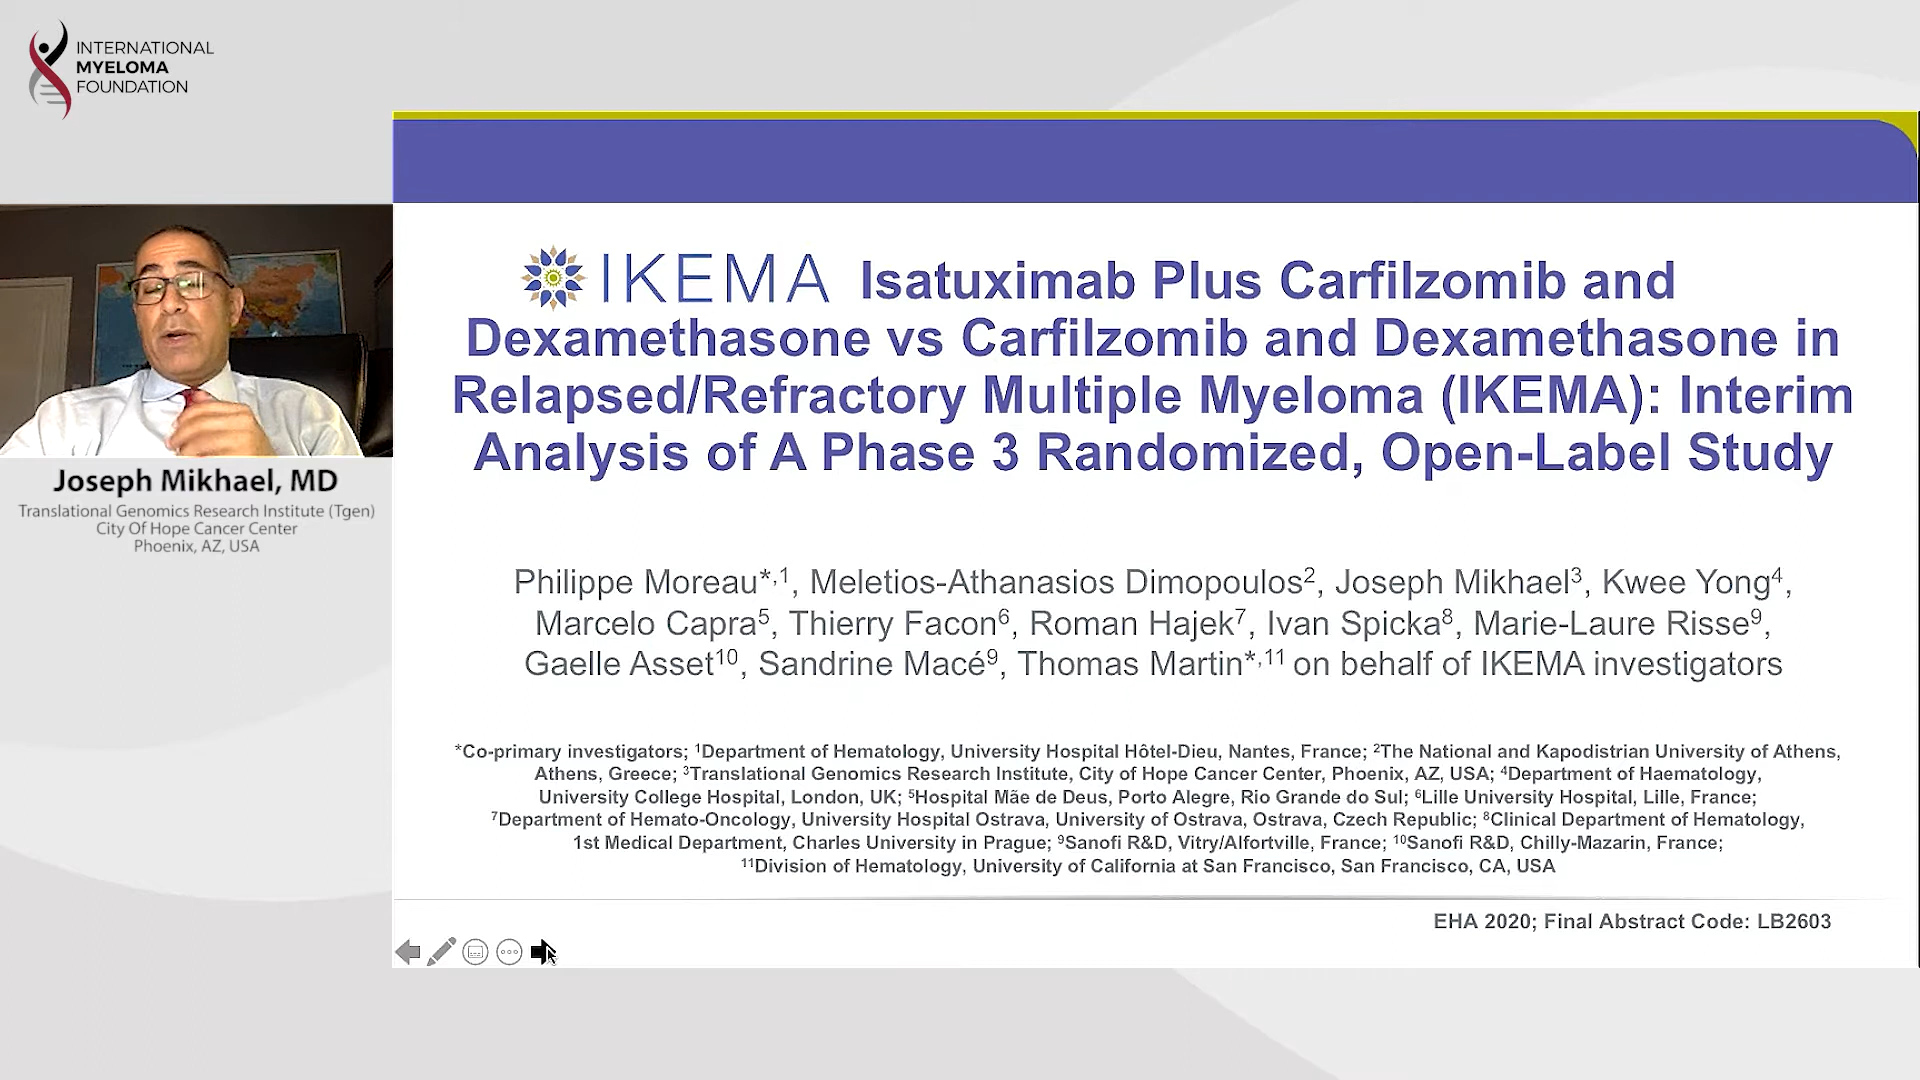 INTERNATIONAL
MYELOMA
FOUNDATION
Joseph Mikhael, MD
Translational Genomics Research Institute (Tgen)
City Of Hope Cancer Center
Phoenix, AZ, USA
IKEMA Isatuximab Plus Carfilzomib and
Dexamethasone vs Carfilzomib and Dexamethasone in
Relapsed/Refractory Multiple Myeloma (IKEMA): Interim
Analysis of A Phase 3 Randomized, Open-Label Study
Philippe Moreau*,¹, Meletios-Athanasios Dimopoulos², Joseph Mikhael³, Kwee Yong⁴,
Marcelo Capra⁵, Thierry Facon⁶, Roman Hajek⁷, Ivan Spicka⁸, Marie-Laure Risse⁹,
Gaelle Asset¹⁰, Sandrine Macé⁹, Thomas Martin*,¹¹ on behalf of IKEMA investigators
*Co-primary investigators; ¹Department of Hematology, University Hospital Hôtel-Dieu, Nantes, France; ²The National and Kapodistrian University of Athens,
Athens, Greece; ³Translational Genomics Research Institute, City of Hope Cancer Center, Phoenix, AZ, USA; ⁴Department of Haematology,
University College Hospital, London, UK; ⁵Hospital Mãe de Deus, Porto Alegre, Rio Grande do Sul; ⁶Lille University Hospital, Lille, France;
⁷Department of Hemato-Oncology, University Hospital Ostrava, University of Ostrava, Ostrava, Czech Republic; ⁸Clinical Department of Hematology,
1st Medical Department, Charles University in Prague; ⁹Sanofi R&D, Vitry/Alfortville, France; ¹⁰Sanofi R&D, Chilly-Mazarin, France;
¹¹Division of Hematology, University of California at San Francisco, San Francisco, CA, USA
EHA 2020; Final Abstract Code: LB2603